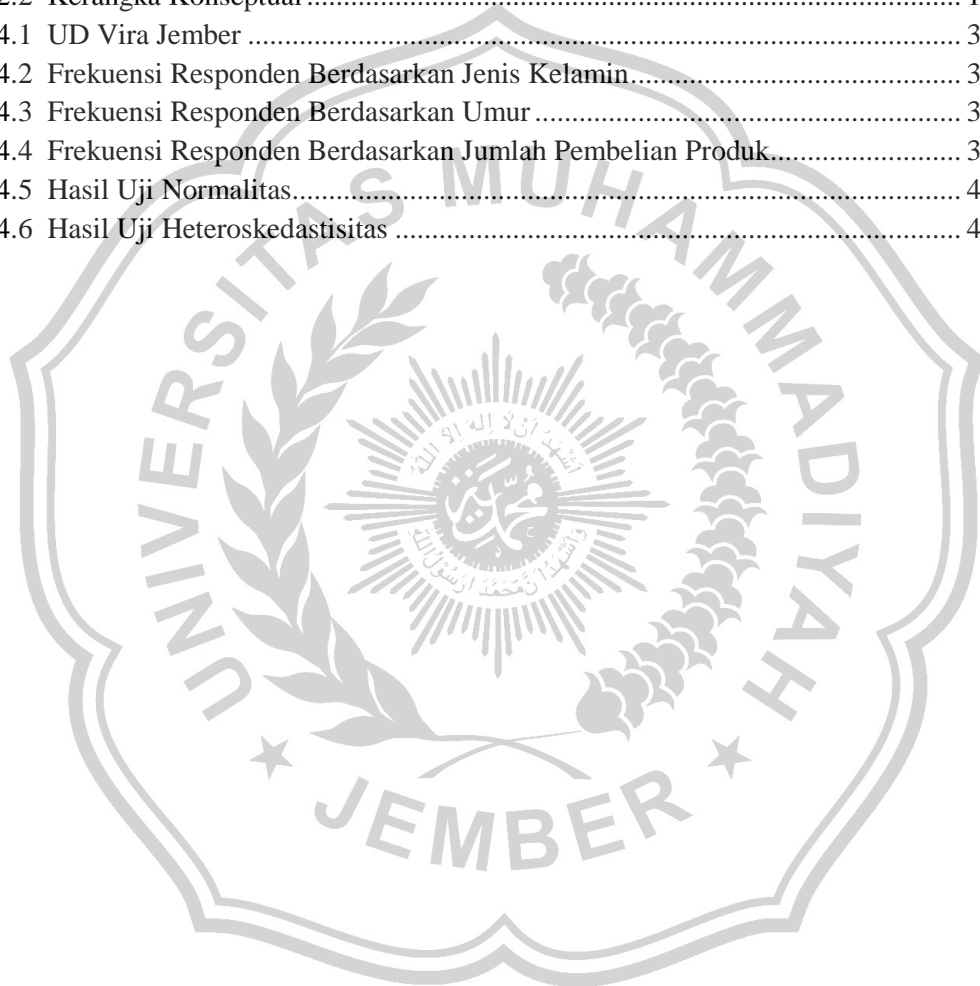 2.2 Kerangka Konseptual ........ 1
4.1 UD Vira Jember ........ 3
4.2 Frekuensi Responden Berdasarkan Jenis Kelamin ........ 3
4.3 Frekuensi Responden Berdasarkan Umur ........ 3
4.4 Frekuensi Responden Berdasarkan Jumlah Pembelian Produk ........ 3
4.5 Hasil Uji Normalitas ........ 4
4.6 Hasil Uji Heteroskedastisitas ........ 4
UNIVERSITAS MUHAMMADIYAH
JEMBER